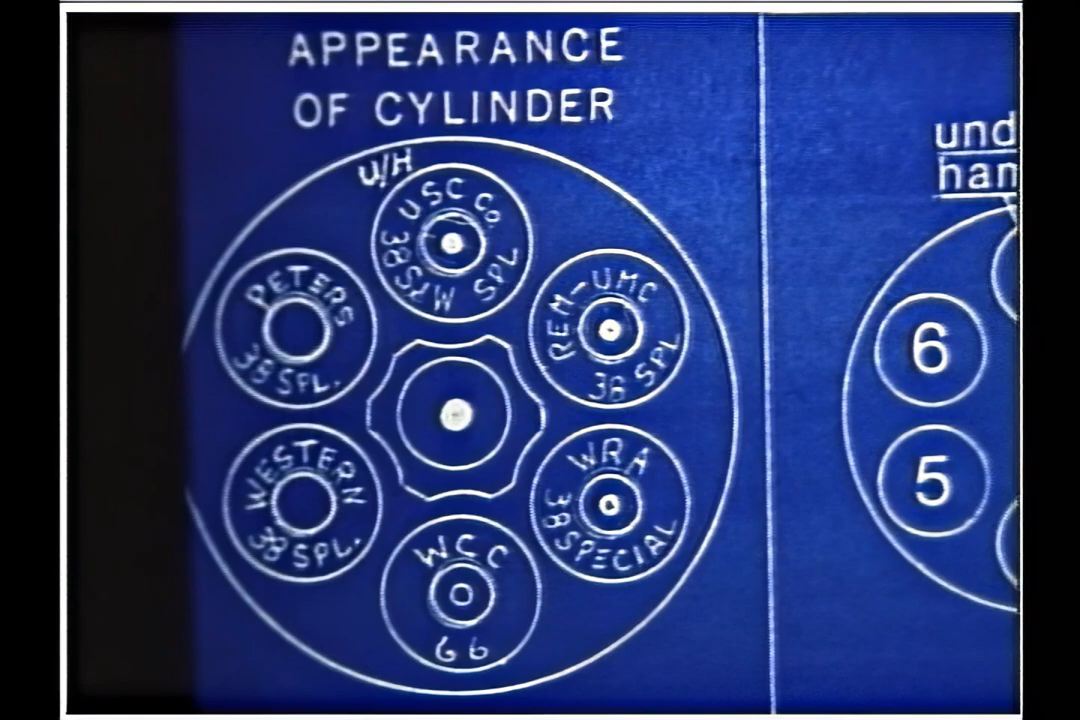 APPEARANCE
OF CYLINDER
U/H
USC Co.
38 S&W SPL
PETERS
38 SPL.
REM-UMC
38 SPL
WESTERN
38 SPL.
WRA
38 SPECIAL
WCC
66
und
han
6
5